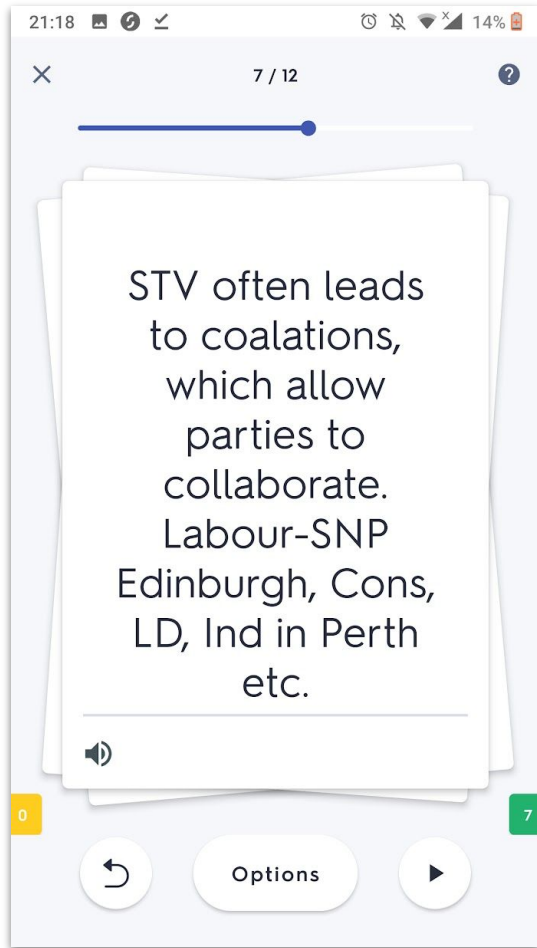 21:18
14%
7 / 12
STV often leads
to coalations,
which allow
parties to
collaborate.
Labour-SNP
Edinburgh, Cons,
LD, Ind in Perth
etc.
0
7
Options